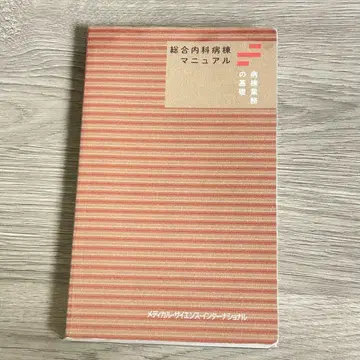 総合内科病棟
マニュアル
病棟業務
の基礎
メディカル・サイエンス・インターナショナル